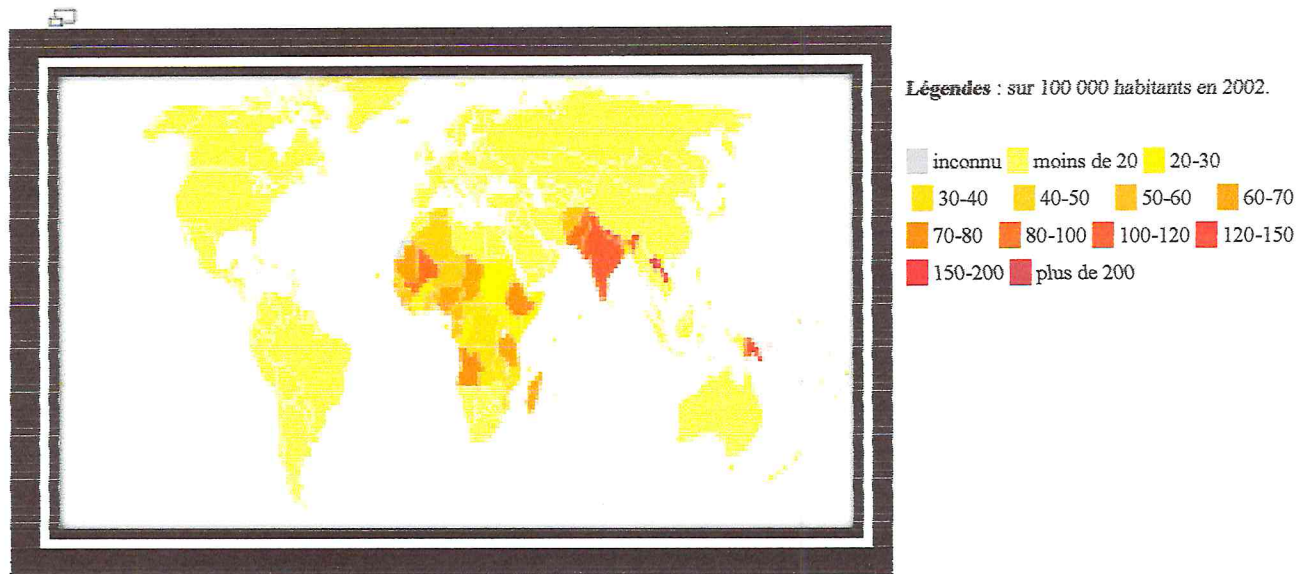 Légendes : sur 100 000 habitants en 2002.
inconnu moins de 20 20-30
30-40 40-50 50-60 60-70
70-80 80-100 100-120 120-150
150-200 plus de 200